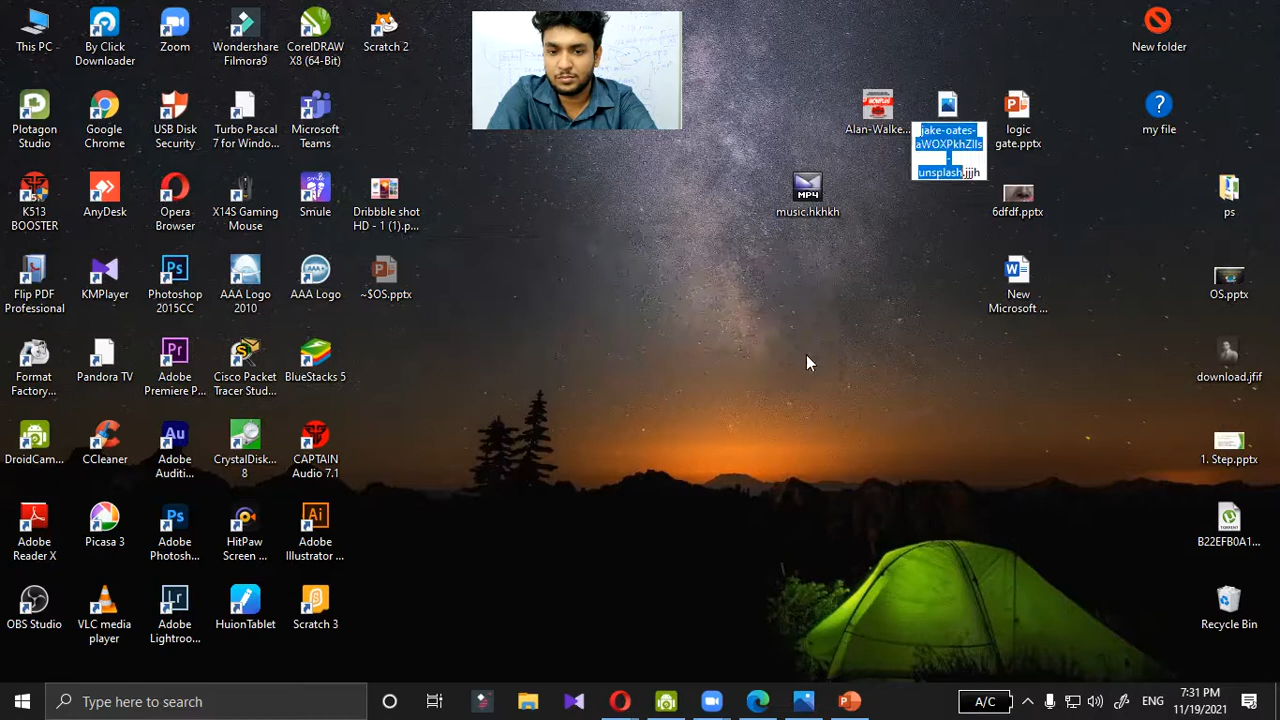 This PC
By Click
Downloader
Zoom
Wondershare
Filmora9
CorelDRAW
X8 (64-Bit)
Scratch 2
New folder
Plotagon
Studio
Google
Chrome
USB Disk
Security
Turbo Pascal
7 for Windo...
Microsoft
Teams
Alan-Walke...
jake-oates-
aWOXPkhZlls
-
unsplash.jjjh
logic
gate.pptx
my file
K513
BOOSTER
AnyDesk
Opera
Browser
X14S Gaming
Mouse
Smule
Dribbble shot
HD - 1 (1).p...
MP4
music.hkhkh
6dfdf.pptx
ps
Flip PDF
Professional
KMPlayer
Photoshop
2015CC
AAA Logo
2010
AAA Logo
~$OS.pptx
New
Microsoft ...
OS.pptx
Format
Factory...
Pandora TV
Adobe
Premiere P...
Cisco Packet
Tracer Stud...
BlueStacks 5
download.jfif
DroidCam...
CCleaner
Adobe
Auditi...
CrystalDisk...
8
CAPTAIN
Audio 7.1
1. Step.pptx
Adobe
Reader X
Picasa 3
Adobe
Photosh...
HitPaw
Screen ...
Adobe
Illustrator ...
TORRENT
B22EFB0A1...
OBS Studio
VLC media
player
Adobe
Lightroo...
HuionTablet
Scratch 3
Recycle Bin
Type here to search
A/C
ENG
7:31 PM
11/19/2021